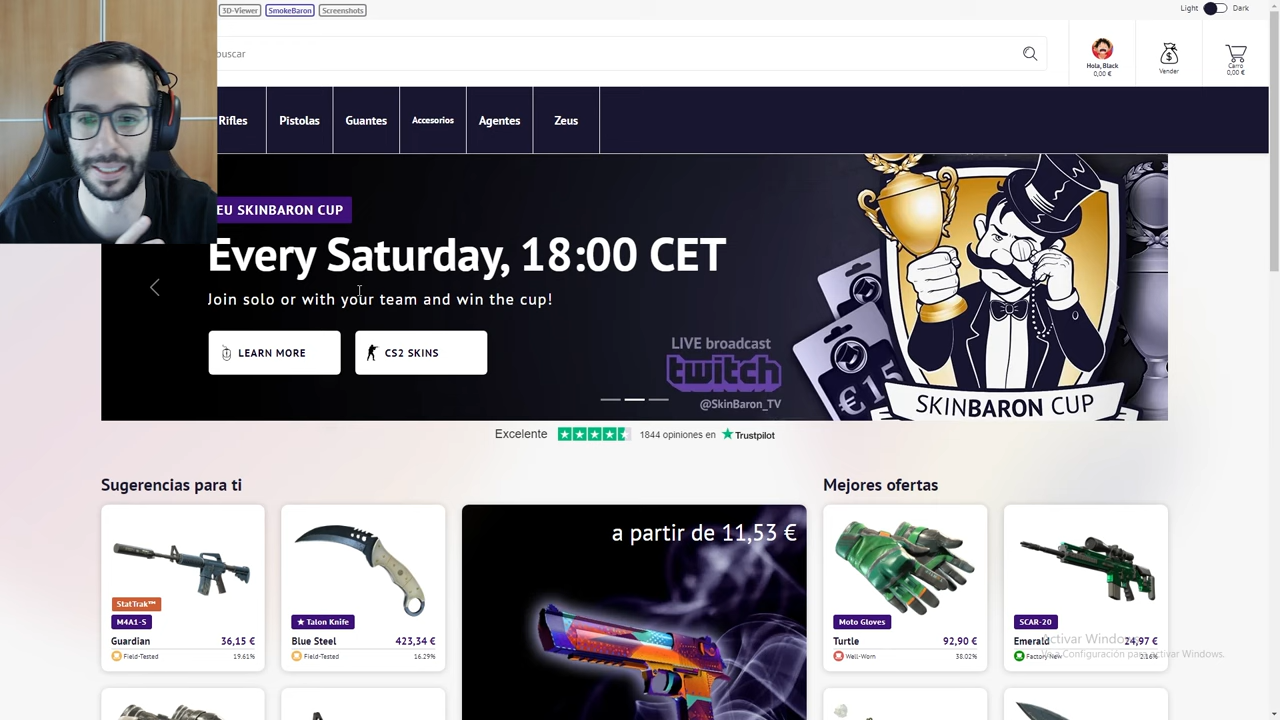 3D-Viewer
SmokeBaron
Screenshots
Light
Dark
buscar
Hola, Black
0,00 €
Vender
Carro
0,00 €
Rifles
Pistolas
Guantes
Accesorios
Agentes
Zeus
EU SKINBARON CUP
Every Saturday, 18:00 CET
Join solo or with your team and win the cup!
LEARN MORE
CS2 SKINS
LIVE broadcast
twitch
@SkinBaron_TV
€15
SKINBARON CUP
Excelente
1844 opiniones en
Trustpilot
Sugerencias para ti
Mejores ofertas
StatTrak™
M4A1-S
Guardian 36,15 €
Field-Tested 19.61%
★ Talon Knife
Blue Steel 423,34 €
Field-Tested 16.29%
a partir de 11,53 €
Moto Gloves
Turtle 92,90 €
Well-Worn 38.02%
SCAR-20
Emerald 24,97 €
Factory New 2.16%
Activar Windows
Ve a Configuración para activar Windows.